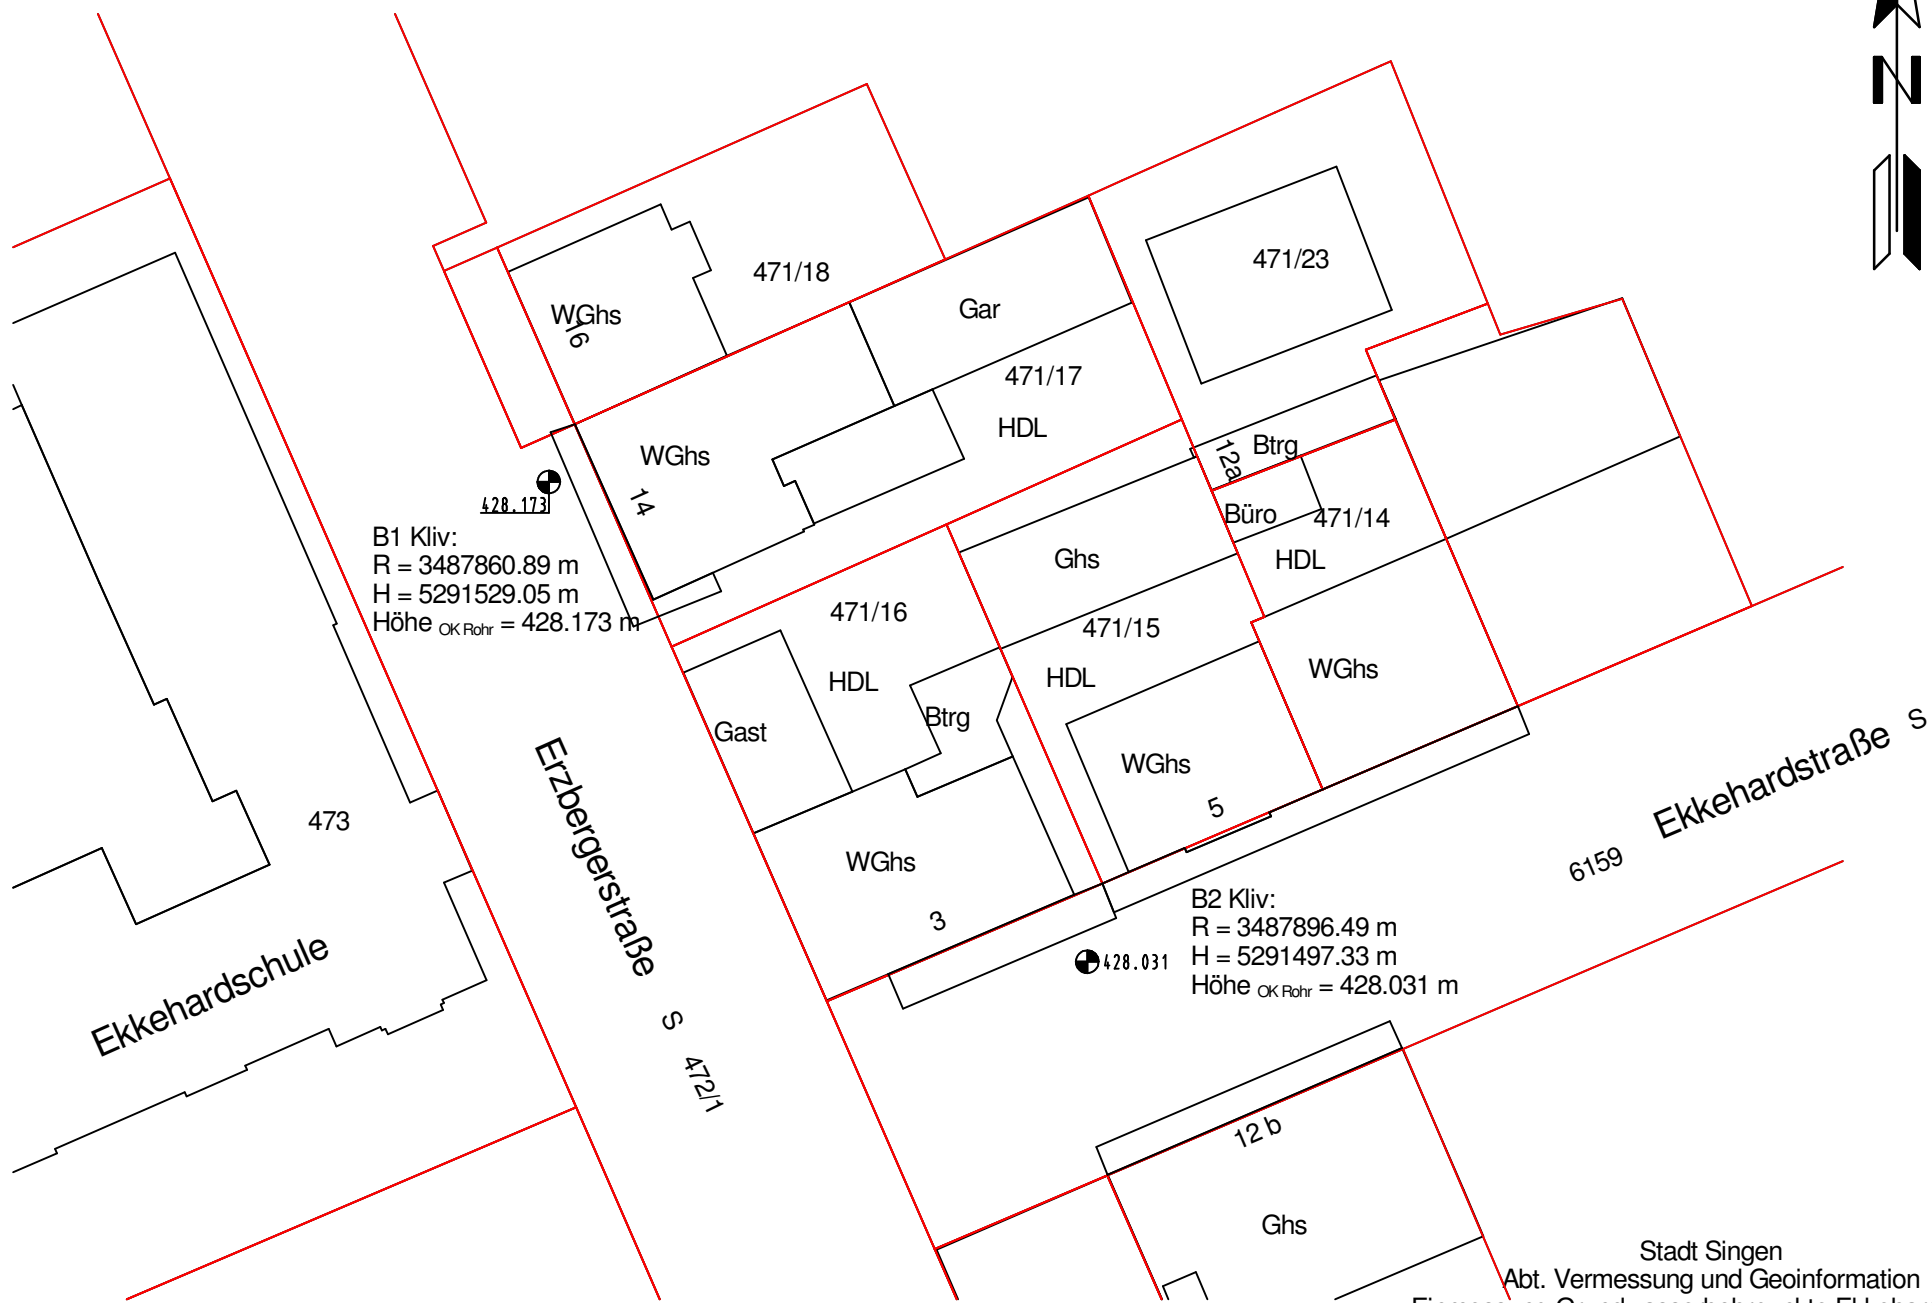 N
471/18
471/23
WGhs
16
Gar
471/17
HDL
WGhs
14
Btrg
12a
428.173
B1 Kliv:
R = 3487860.89 m
H = 5291529.05 m
Höhe OK Rohr = 428.173 m
Büro
471/14
HDL
Ghs
471/16
471/15
HDL
HDL
WGhs
Gast
Btrg
WGhs
5
Erzbergerstraße
S
472/1
473
Ekkehardschule
WGhs
3
Ekkehardstraße
S
6159
B2 Kliv:
R = 3487896.49 m
H = 5291497.33 m
Höhe OK Rohr = 428.031 m
428.031
12 b
Ghs
Stadt Singen
Abt. Vermessung und Geoinformation